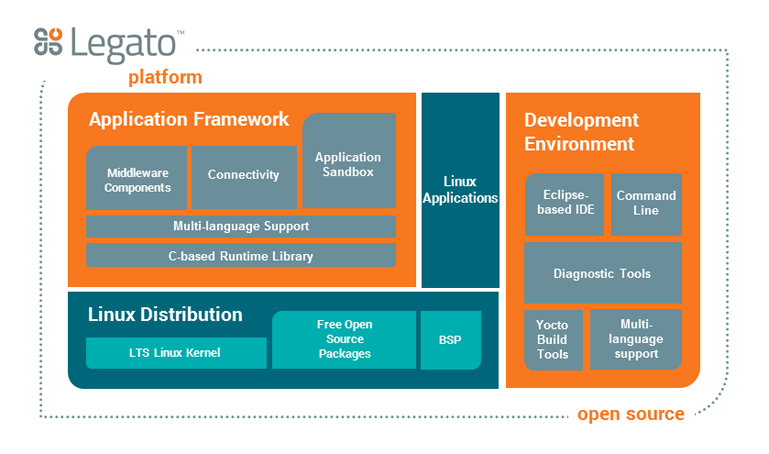 Legato™
platform
Application Framework
Middleware
Components
Connectivity
Application
Sandbox
Multi-language Support
C-based Runtime Library
Linux
Applications
Linux Distribution
LTS Linux Kernel
Free Open
Source
Packages
BSP
Development
Environment
Eclipse-
based IDE
Command
Line
Diagnostic Tools
Yocto
Build
Tools
Multi-
language
support
open source